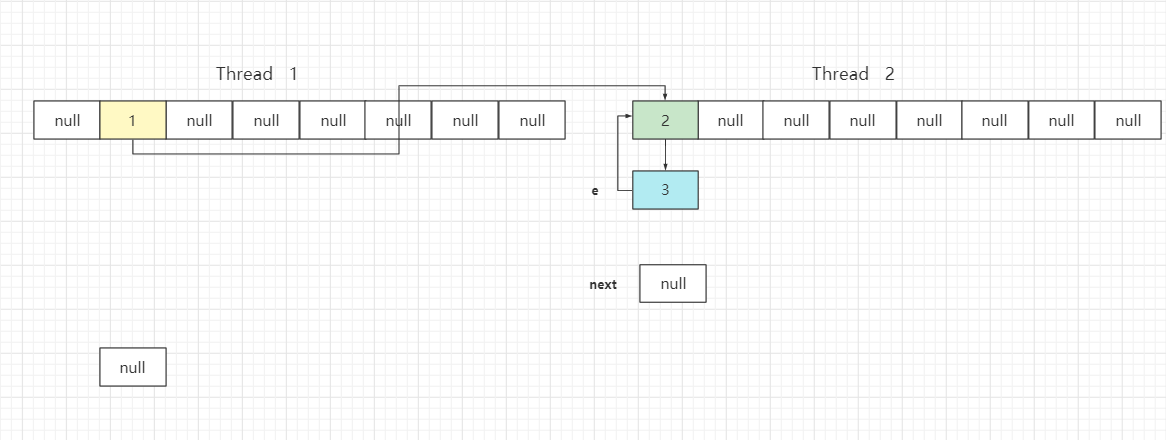 Thread 1
Thread 2
null 1 null null null null null null
2 null null null null null null null
e 3
next null
null